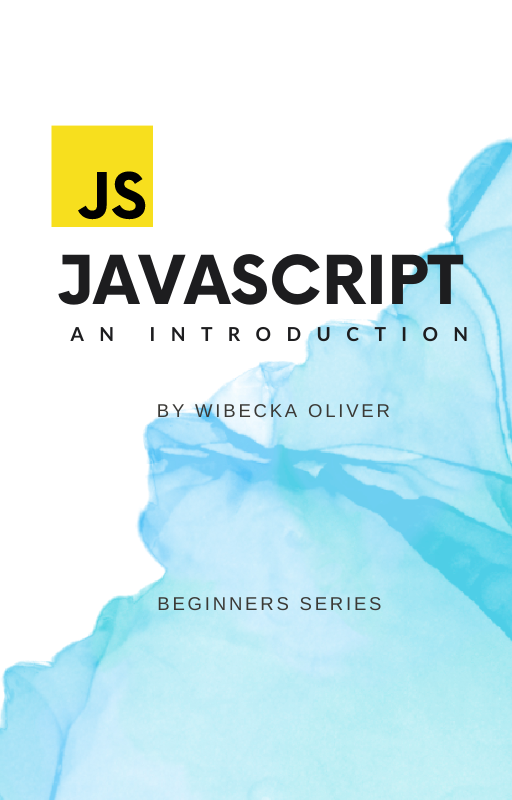 JS
JAVASCRIPT
AN INTRODUCTION
BY WIBECKA OLIVER
BEGINNERS SERIES